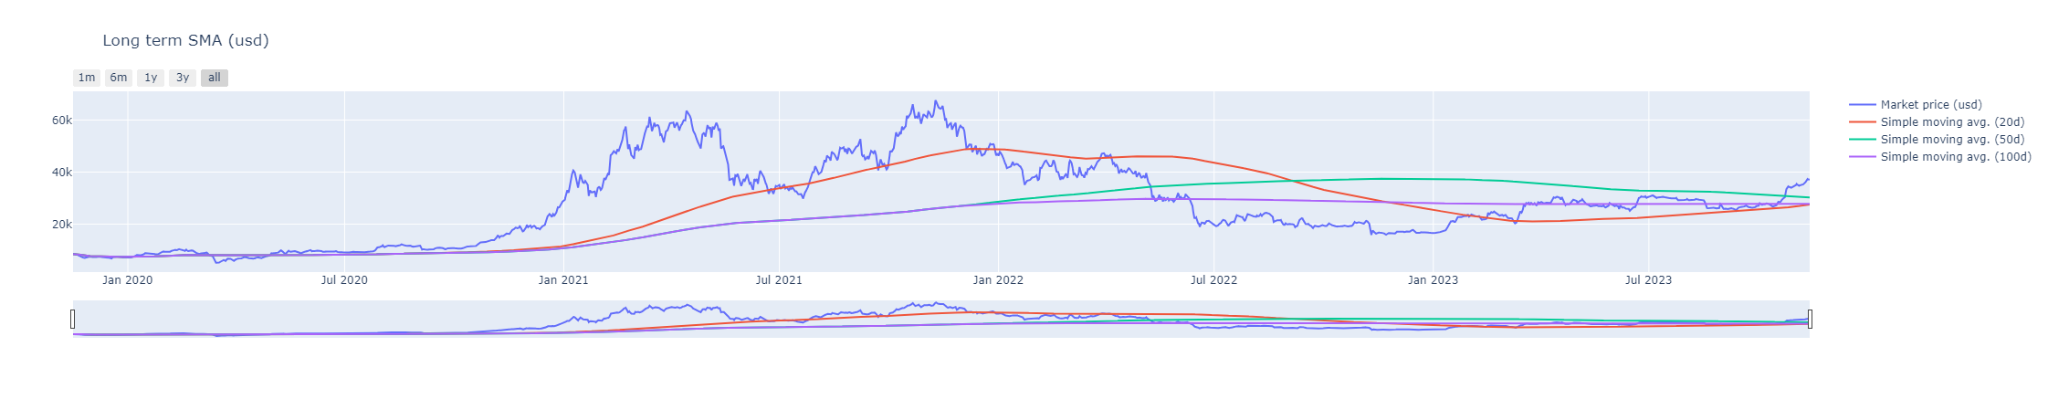 Long term SMA (usd)
1m 6m 1y 3y all
60k
40k
20k
Jan 2020 Jul 2020 Jan 2021 Jul 2021 Jan 2022 Jul 2022 Jan 2023 Jul 2023
Market price (usd)
Simple moving avg. (20d)
Simple moving avg. (50d)
Simple moving avg. (100d)